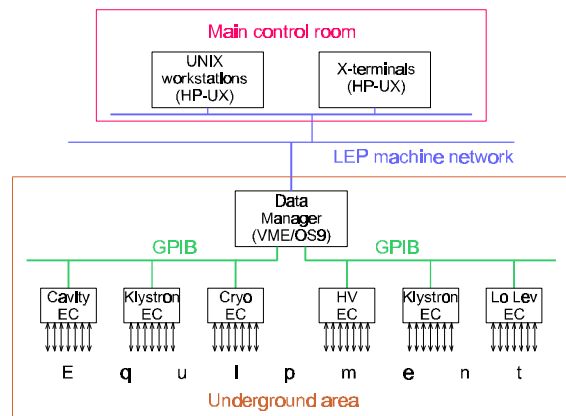 Main control room
UNIX
workstations
(HP-UX)
X-terminals
(HP-UX)
LEP machine network
Data
Manager
(VME/OS9)
GPIB
GPIB
Cavity
EC
Klystron
EC
Cryo
EC
HV
EC
Klystron
EC
Lo Lev
EC
E q u i p m e n t
Underground area